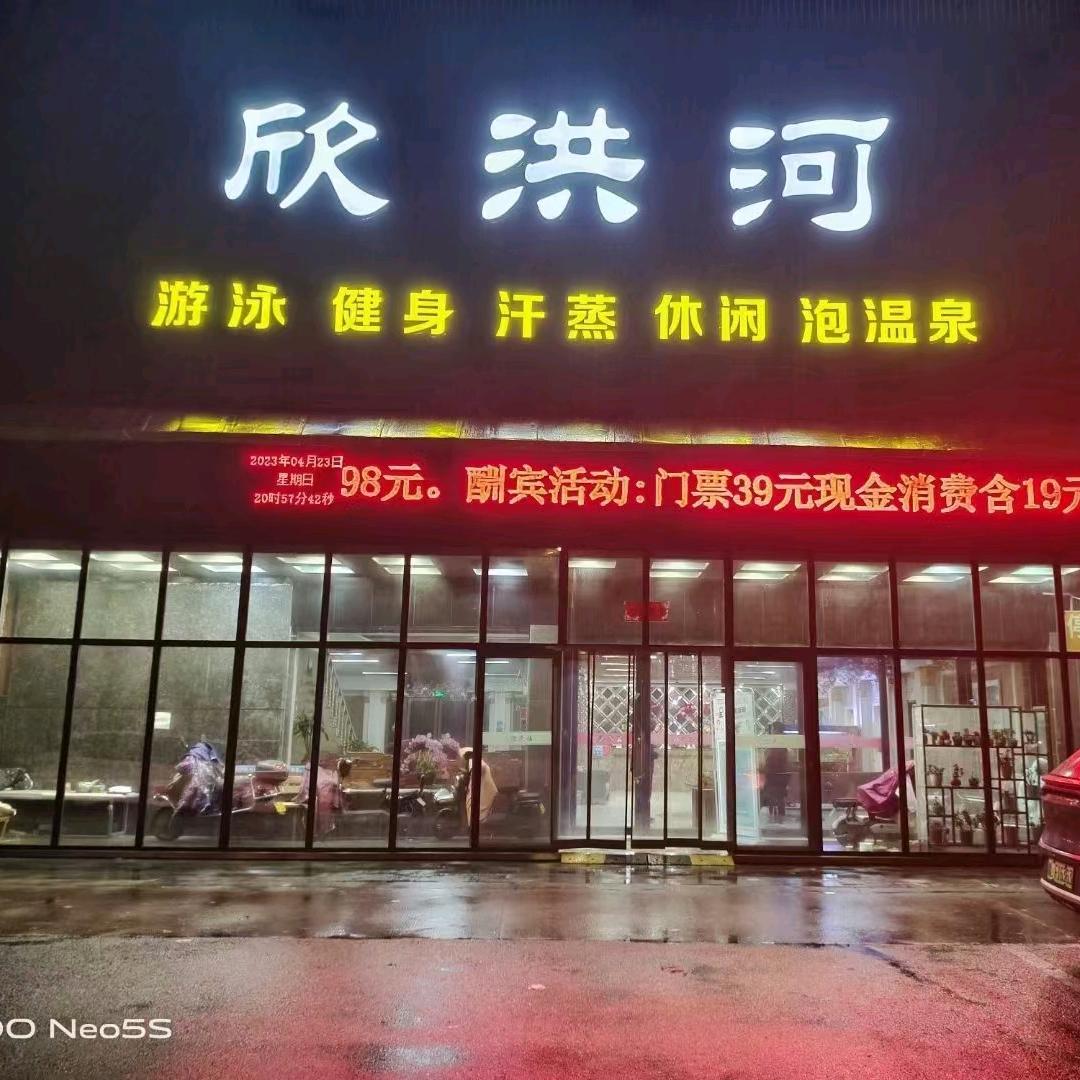 欣洪河
游泳 健身 汗蒸 休闲 泡温泉
2023年04月23日
星期日
20时57分42秒
98元。酬宾活动:门票39元现金消费含19元
Neo5S